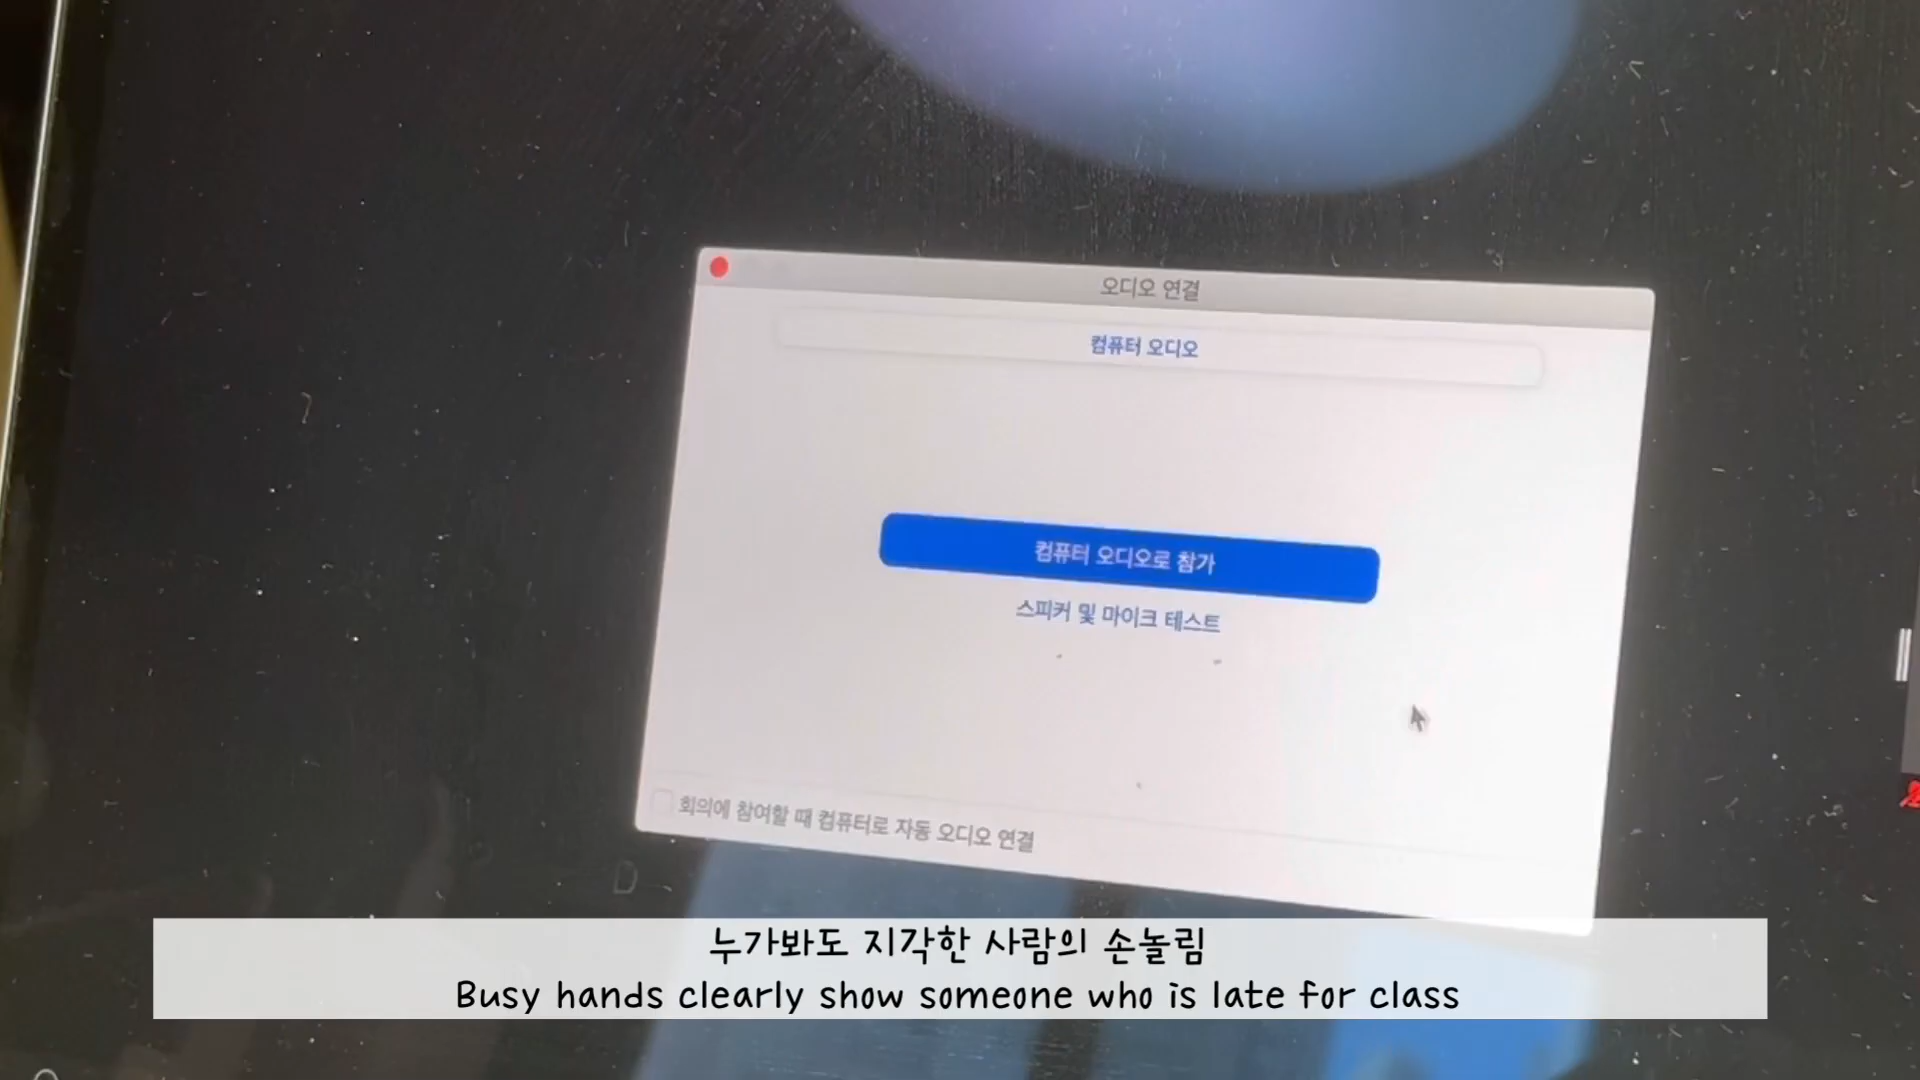 오디오 연결
컴퓨터 오디오
컴퓨터 오디오로 참가
스피커 및 마이크 테스트
회의에 참여할 때 컴퓨터로 자동 오디오 연결
D
누가봐도 지각한 사람의 손놀림
Busy hands clearly show someone who is late for class